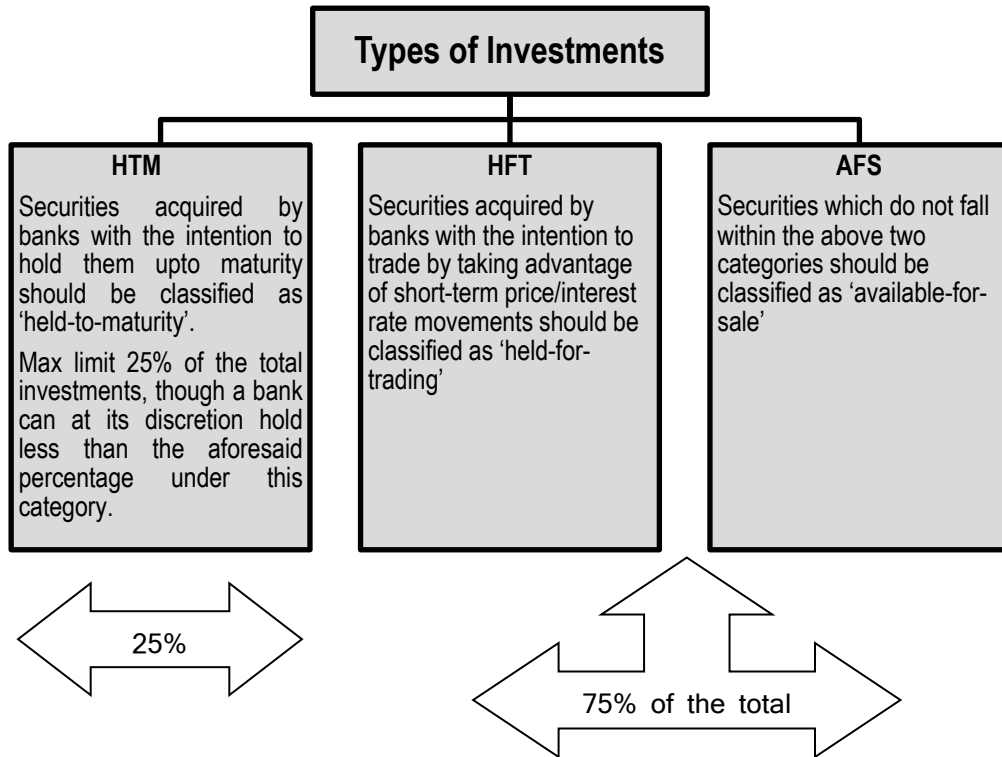 Types of Investments
HTM
Securities acquired by
banks with the intention to
hold them upto maturity
should be classified as
‘held-to-maturity’.
Max limit 25% of the total
investments, though a bank
can at its discretion hold
less than the aforesaid
percentage under this
category.
HFT
Securities acquired by
banks with the intention to
trade by taking advantage
of short-term price/interest
rate movements should be
classified as ‘held-for-
trading’
AFS
Securities which do not fall
within the above two
categories should be
classified as ‘available-for-
sale’
25%
75% of the total